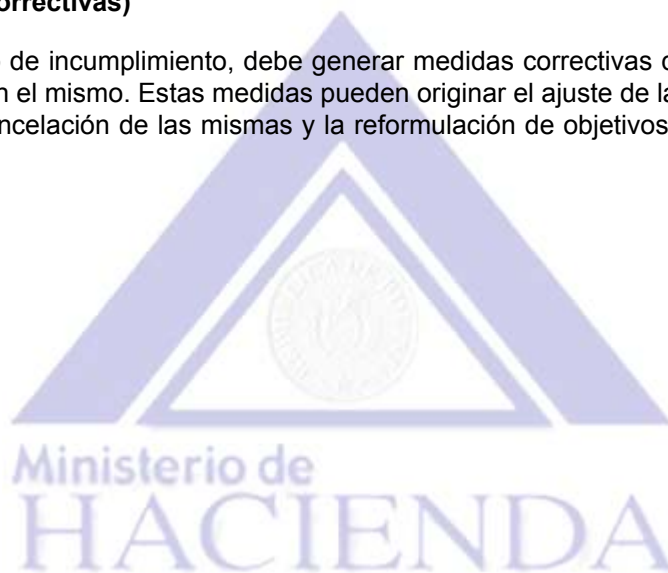 orrectivas)
de incumplimiento, debe generar medidas correctivas
n el mismo. Estas medidas pueden originar el ajuste de la
ncelación de las mismas y la reformulación de objetivos
Ministerio de
HACIENDA